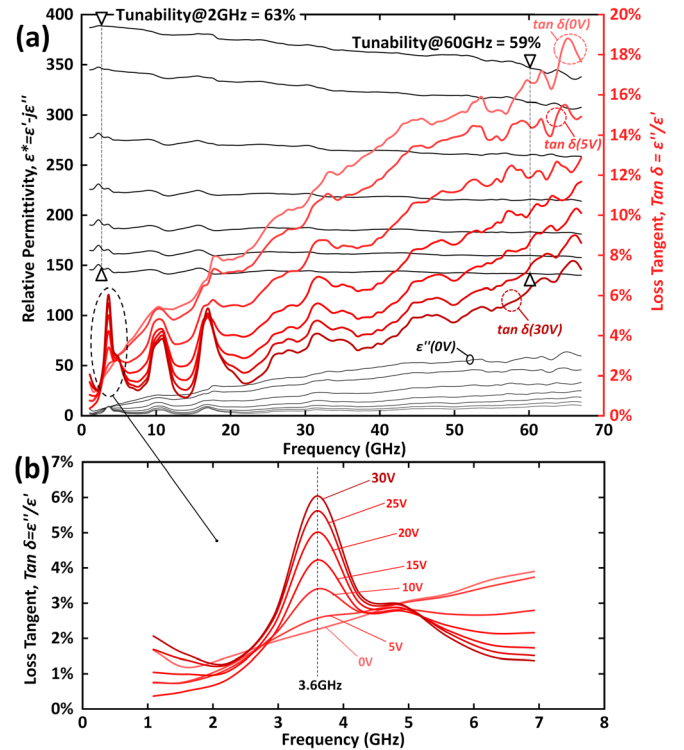 (a)
Tunability@2GHz = 63%
Tunability@60GHz = 59%
tan δ(0V)
tan δ(5V)
tan δ(30V)
ε''(0V)
Relative Permittivity, ε*=ε'-jε''
400
350
300
250
200
150
100
50
0
Loss Tangent, Tan δ = ε''/ε'
20%
18%
16%
14%
12%
10%
8%
6%
4%
2%
0%
0 10 20 30 40 50 60 70
Frequency (GHz)
(b)
Loss Tangent, Tan δ=ε''/ε'
7%
6%
5%
4%
3%
2%
1%
0%
30V
25V
20V
15V
10V
5V
0V
3.6GHz
0 1 2 3 4 5 6 7 8
Frequency (GHz)